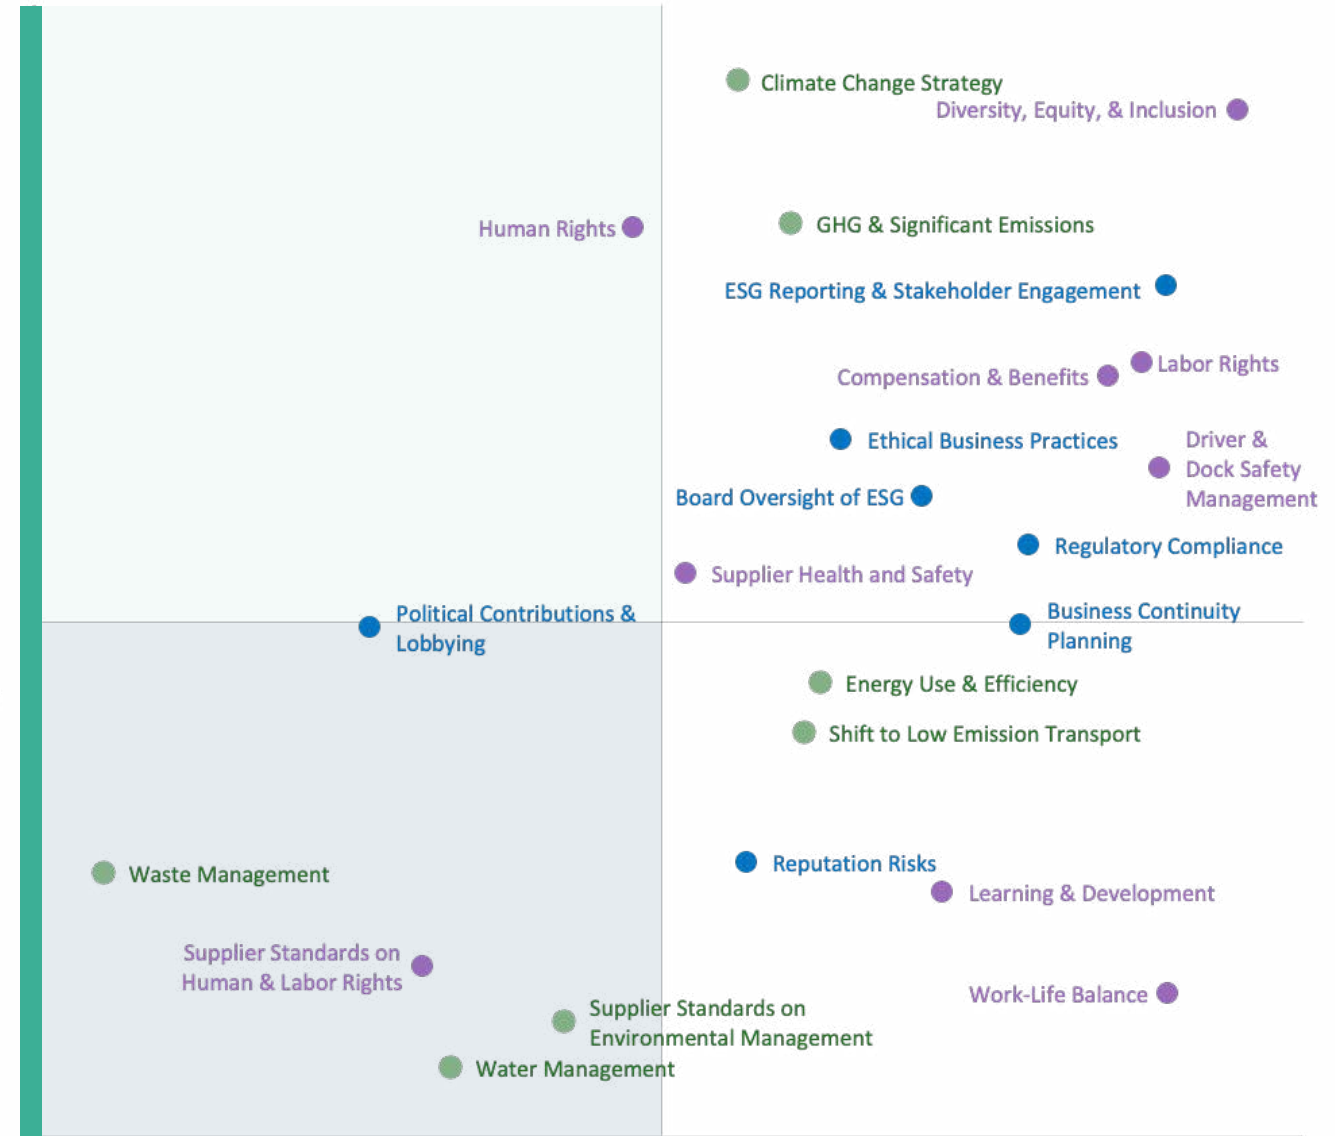 Climate Change Strategy
Diversity, Equity, & Inclusion
Human Rights
GHG & Significant Emissions
ESG Reporting & Stakeholder Engagement
Labor Rights
Compensation & Benefits
Ethical Business Practices
Driver &
Dock Safety
Management
Board Oversight of ESG
Regulatory Compliance
Supplier Health and Safety
Political Contributions &
Lobbying
Business Continuity
Planning
Energy Use & Efficiency
Shift to Low Emission Transport
Reputation Risks
Waste Management
Learning & Development
Supplier Standards on
Human & Labor Rights
Work-Life Balance
Supplier Standards on
Environmental Management
Water Management